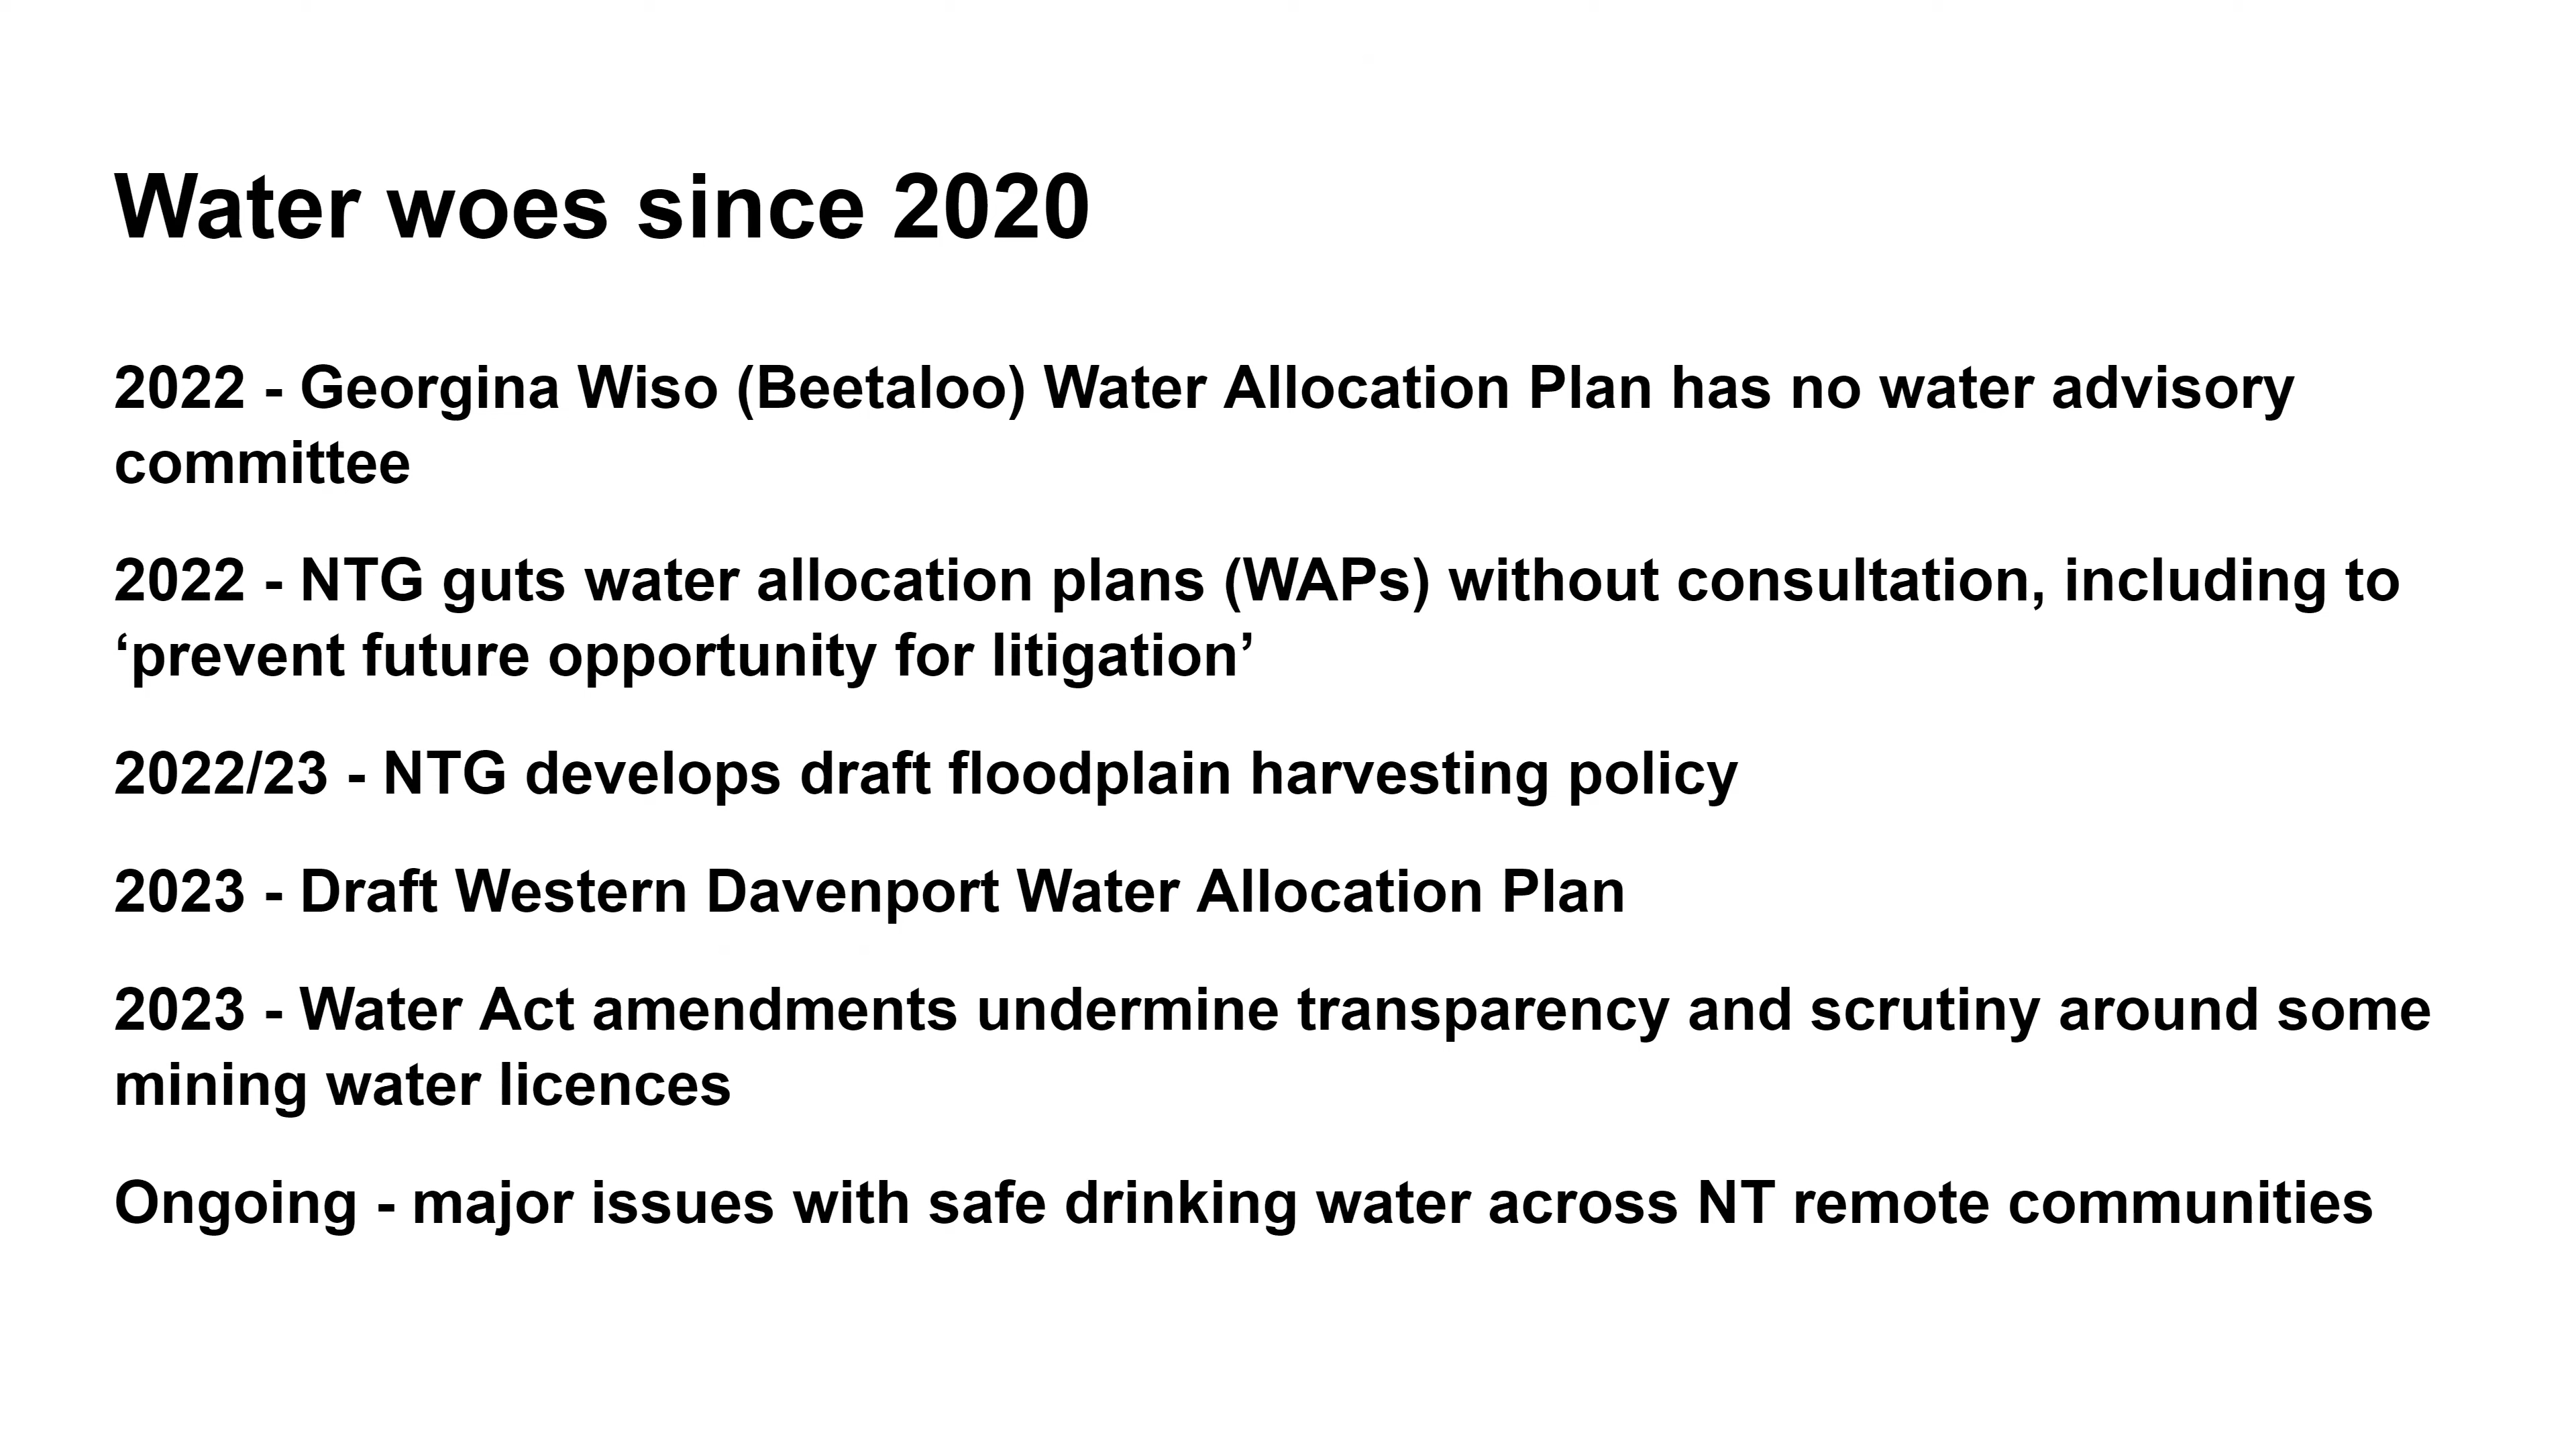 Water woes since 2020
2022 - Georgina Wiso (Beetaloo) Water Allocation Plan has no water advisory
committee
2022 - NTG guts water allocation plans (WAPs) without consultation, including to
‘prevent future opportunity for litigation’
2022/23 - NTG develops draft floodplain harvesting policy
2023 - Draft Western Davenport Water Allocation Plan
2023 - Water Act amendments undermine transparency and scrutiny around some
mining water licences
Ongoing - major issues with safe drinking water across NT remote communities